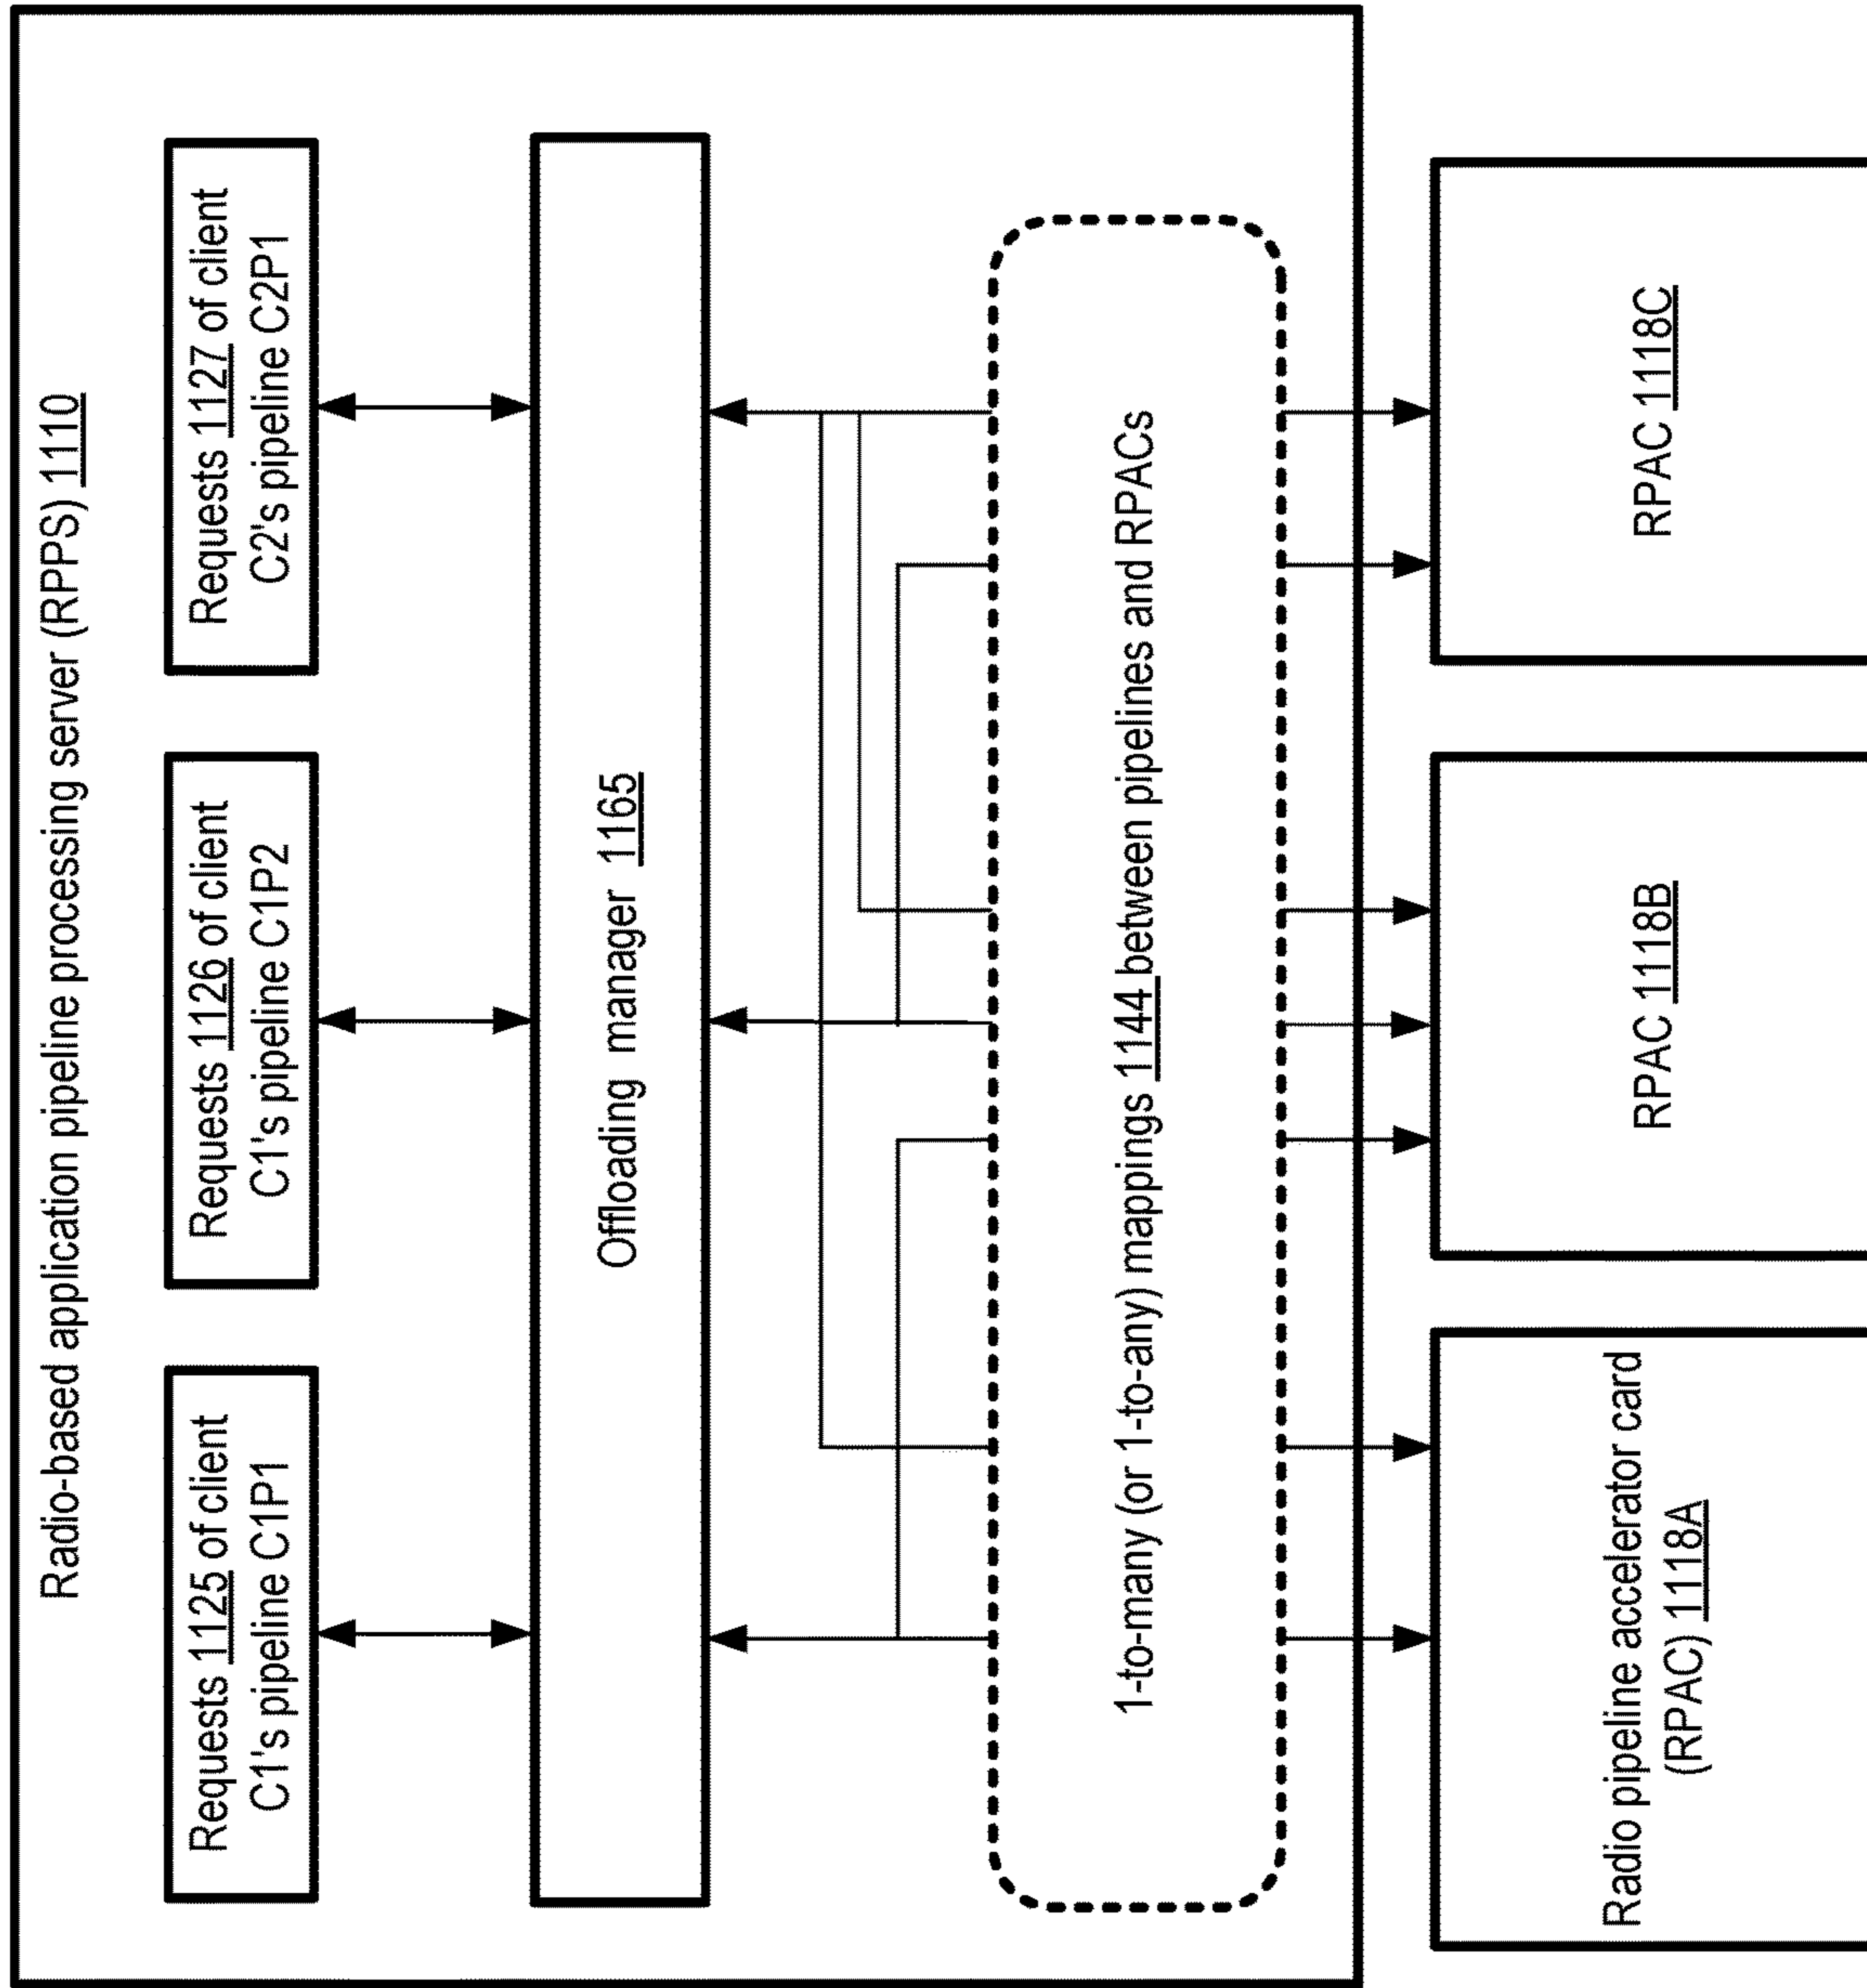 Radio-based application pipeline processing server (RPPS) 1110
Requests 1125 of client
C1's pipeline C1P1
Requests 1126 of client
C1's pipeline C1P2
Requests 1127 of client
C2's pipeline C2P1
Offloading manager 1165
1-to-many (or 1-to-any) mappings 1144 between pipelines and RPACs
Radio pipeline accelerator card
(RPAC) 1118A
RPAC 1118B
RPAC 1118C